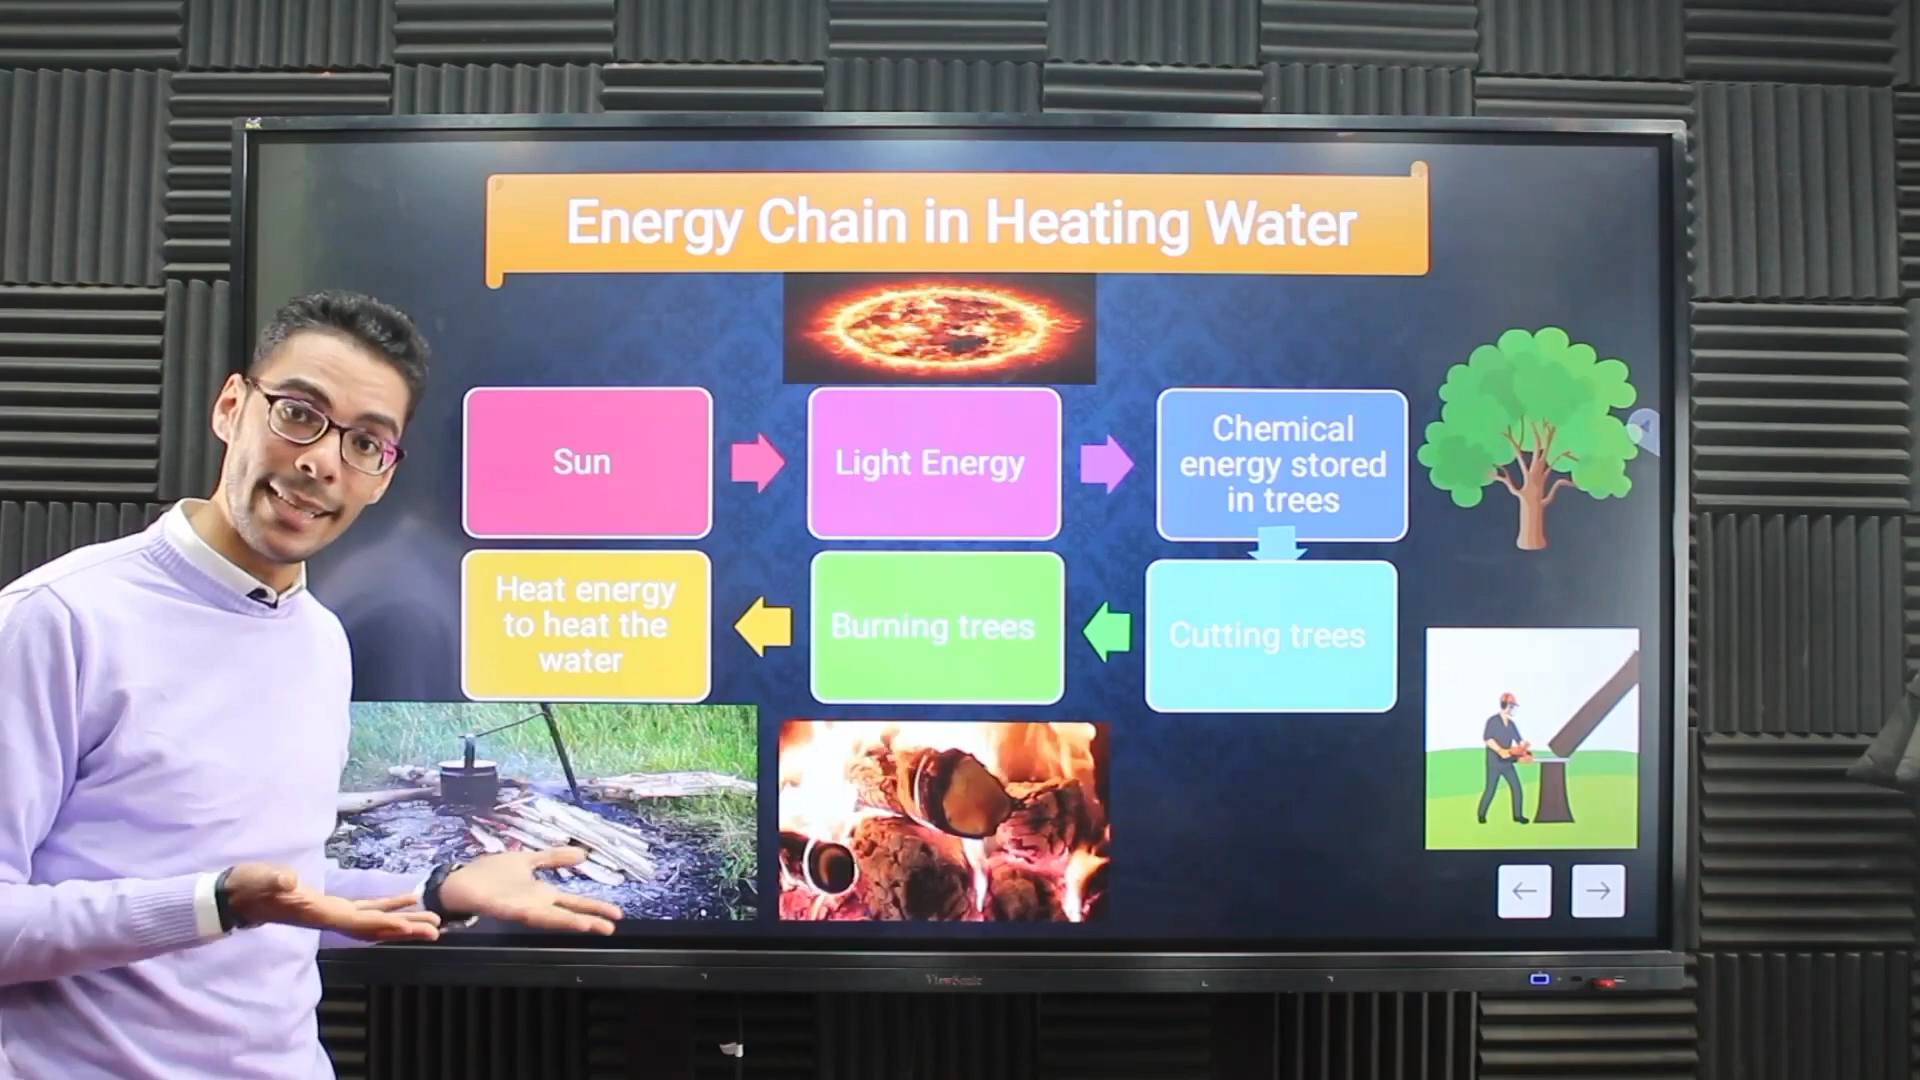 Energy Chain in Heating Water
Sun
Light Energy
Chemical
energy stored
in trees
Cutting trees
Burning trees
Heat energy
to heat the
water
ViewSonic